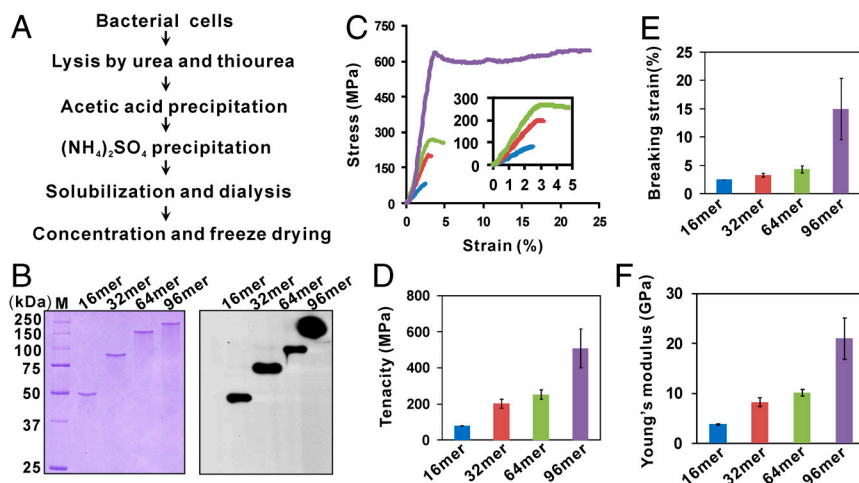 A
Bacterial cells
Lysis by urea and thiourea
Acetic acid precipitation
(NH4)2SO4 precipitation
Solubilization and dialysis
Concentration and freeze drying
B
(kDa)
M
16mer
32mer
64mer
96mer
16mer
32mer
64mer
96mer
250
150
100
75
50
37
25
C
Stress (MPa)
750
600
450
300
150
0
0 5 10 15 20 25
Strain (%)
300
200
100
0
0 1 2 3 4 5
D
Tenacity (MPa)
800
600
400
200
0
16mer
32mer
64mer
96mer
E
Breaking strain(%)
25
20
15
10
5
0
16mer
32mer
64mer
96mer
F
Young's modulus (GPa)
30
20
10
0
16mer
32mer
64mer
96mer